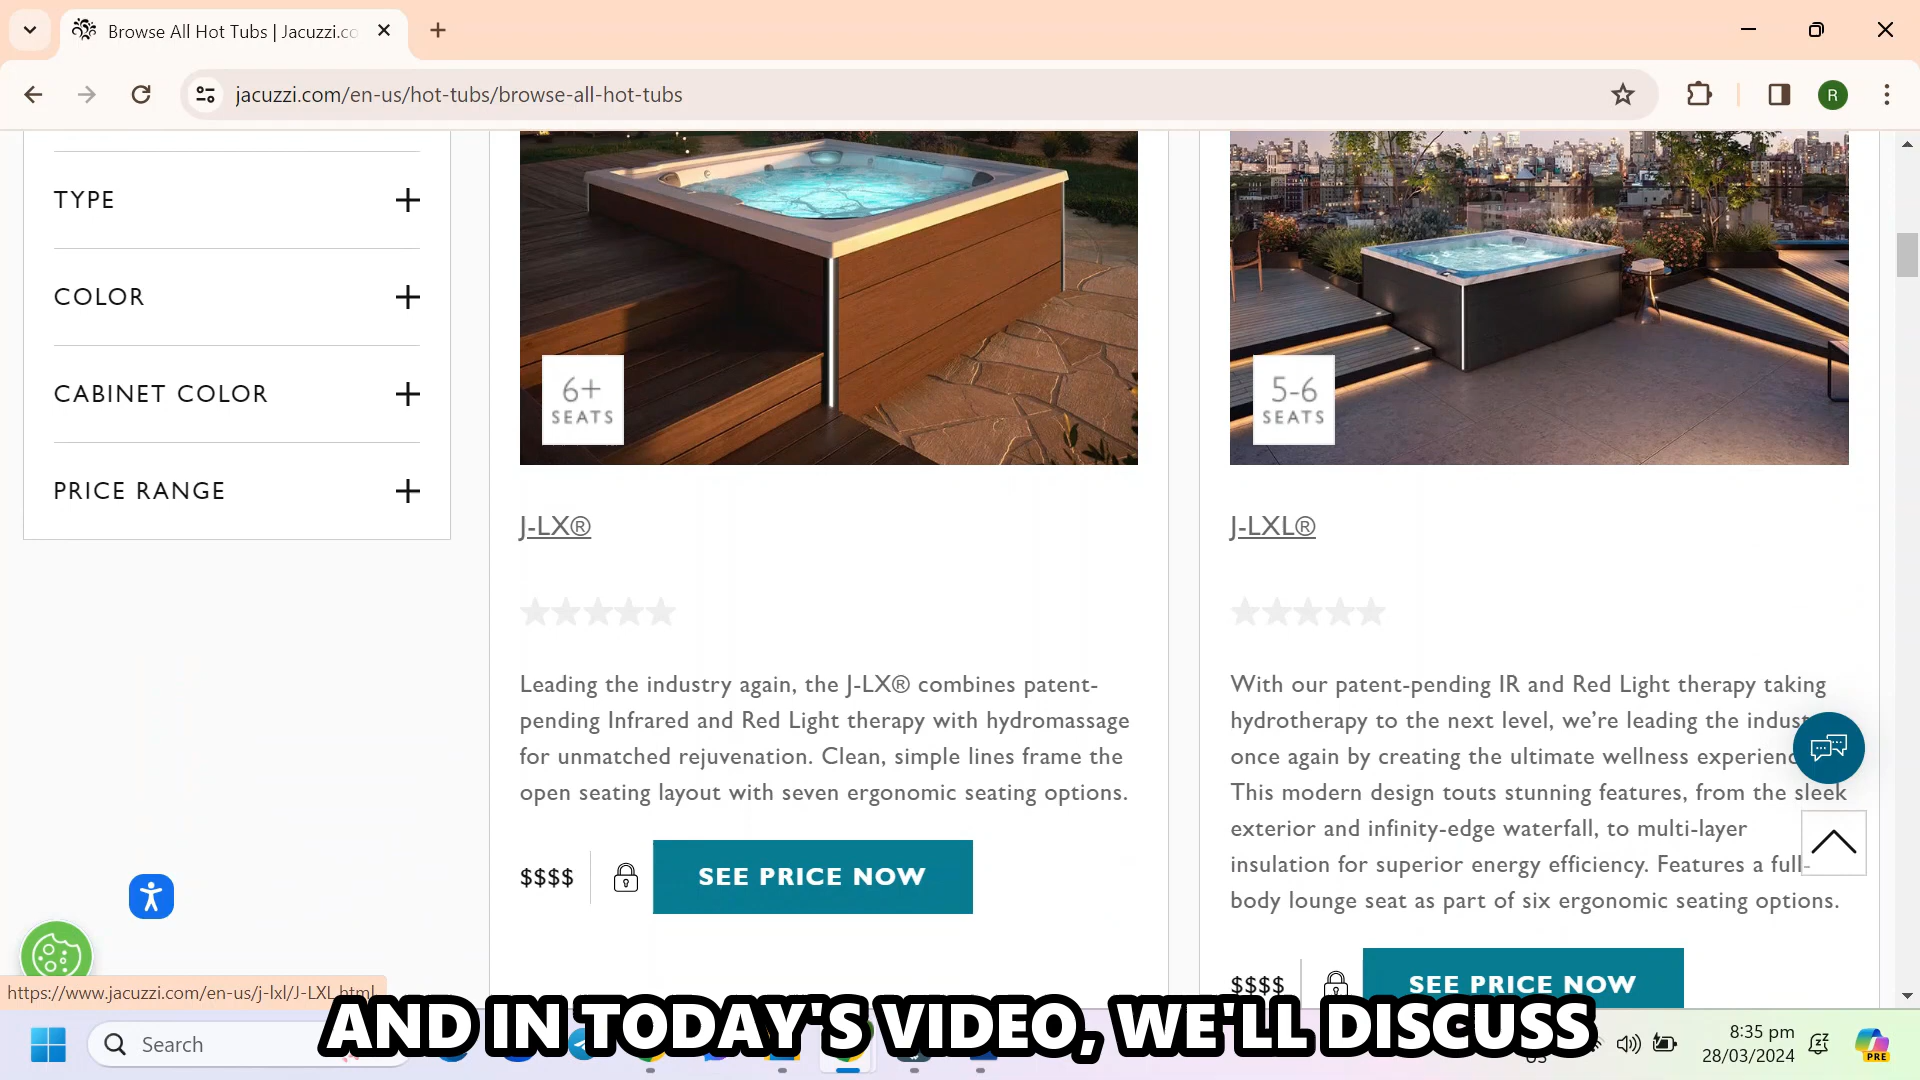 Browse All Hot Tubs | Jacuzzi.co
jacuzzi.com/en-us/hot-tubs/browse-all-hot-tubs
R
TYPE
COLOR
CABINET COLOR
PRICE RANGE
6+
SEATS
J-LX®
Leading the industry again, the J-LX® combines patent-
pending Infrared and Red Light therapy with hydromassage
for unmatched rejuvenation. Clean, simple lines frame the
open seating layout with seven ergonomic seating options.
$$$$
SEE PRICE NOW
5-6
SEATS
J-LXL®
With our patent-pending IR and Red Light therapy taking
hydrotherapy to the next level, we're leading the
once again by creating the ultimate wellness
This modern design touts stunning features, from the sleek
exterior and infinity-edge waterfall, to multi-layer
insulation for superior energy efficiency. Features a full-
body lounge seat as part of six ergonomic seating options.
$$$$
SEE PRICE NOW
https://www.jacuzzi.com/en-us/j-lxl/J-LXL.html
AND IN TODAY'S VIDEO, WE'LL DISCUSS
Search
8:35 pm
28/03/2024
PRE